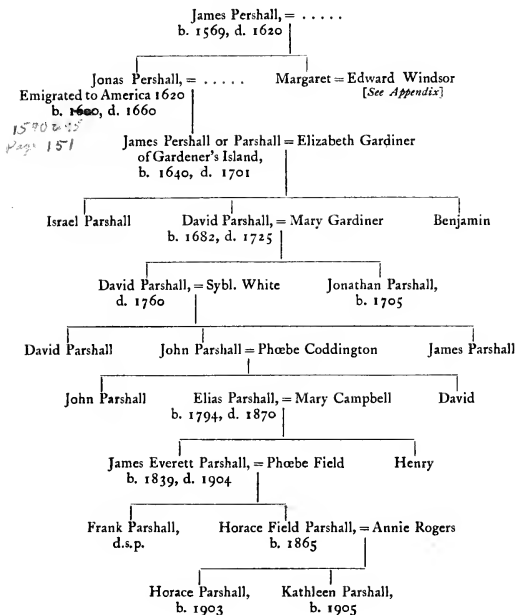 James Pershall, = . . . . .
b. 1569, d. 1620
Jonas Pershall, = . . . . . Margaret = Edward Windsor
Emigrated to America 1620 [See Appendix]
b. 1600, d. 1660
1590 to 95
Page 151
James Pershall or Parshall = Elizabeth Gardiner
of Gardener's Island,
b. 1640, d. 1701
Israel Parshall David Parshall, = Mary Gardiner Benjamin
b. 1682, d. 1725
David Parshall, = Sybl. White Jonathan Parshall,
d. 1760 b. 1705
David Parshall John Parshall = Phœbe Coddington James Parshall
John Parshall Elias Parshall, = Mary Campbell David
b. 1794, d. 1870
James Everett Parshall, = Phœbe Field Henry
b. 1839, d. 1904
Frank Parshall, Horace Field Parshall, = Annie Rogers
d.s.p. b. 1865
Horace Parshall, Kathleen Parshall,
b. 1903 b. 1905